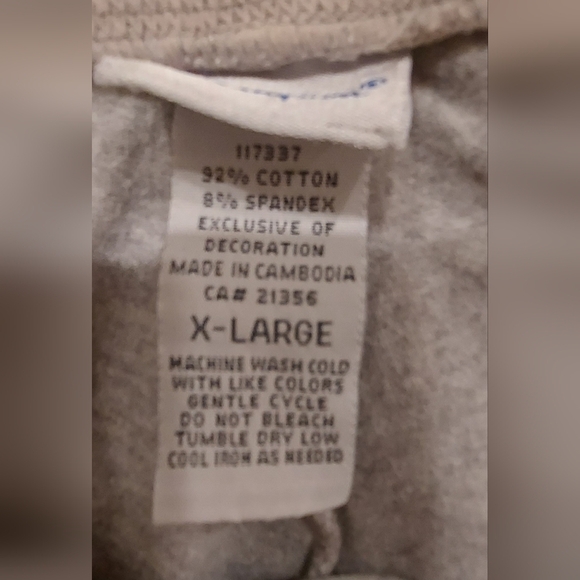 117337
92% COTTON
8% SPANDEX
EXCLUSIVE OF
DECORATION
MADE IN CAMBODIA
CA# 21356
X-LARGE
MACHINE WASH COLD
WITH LIKE COLORS
GENTLE CYCLE
DO NOT BLEACH
TUMBLE DRY LOW
COOL IRON AS NEEDED